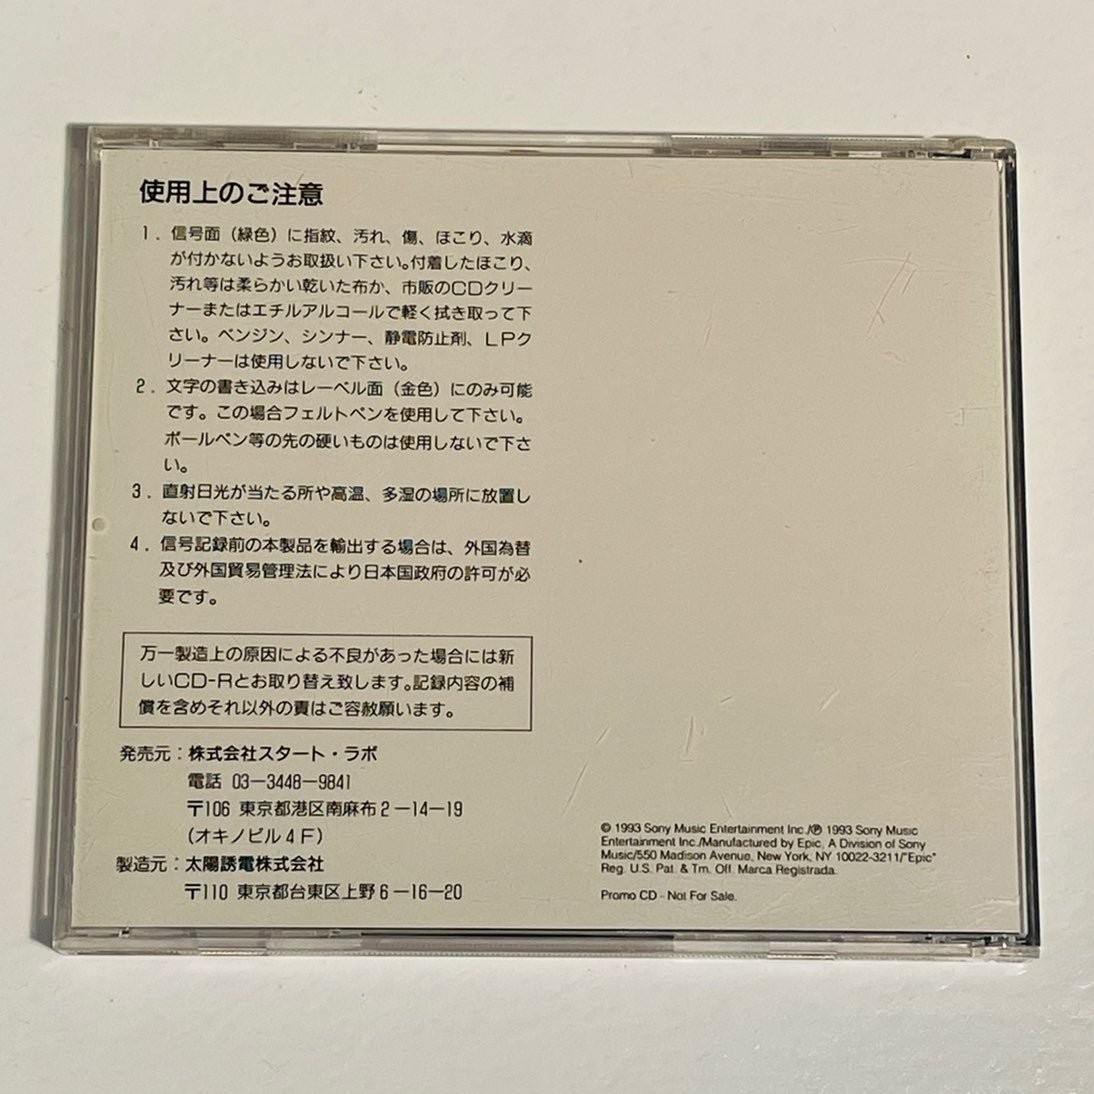 使用上のご注意
1．信号面（緑色）に指紋、汚れ、傷、ほこり、水滴
が付かないようお取扱い下さい。付着したほこり、
汚れ等は柔らかい乾いた布か、市販のCDクリー
ナーまたはエチルアルコールで軽く拭き取って下
さい。ベンジン、シンナー、静電防止剤、LPク
リーナーは使用しないで下さい。
2．文字の書き込みはレーベル面（金色）にのみ可能
です。この場合フェルトペンを使用して下さい。
ボールペン等の先の硬いものは使用しないで下さ
い。
3．直射日光が当たる所や高温、多湿の場所に放置し
ないで下さい。
4．信号記録前の本製品を輸出する場合は、外国為替
及び外国貿易管理法により日本国政府の許可が必
要です。
万一製造上の原因による不良があった場合には新
しいCD-Rとお取り替え致します。記録内容の補
償を含めそれ以外の責はご容赦願います。
発売元：株式会社スタート・ラボ
電話 03－3448－9841
〒106 東京都港区南麻布2－14－19
（オキノビル4F）
製造元：太陽誘電株式会社
〒110 東京都台東区上野6－16－20
© 1993 Sony Music Entertainment Inc./℗ 1993 Sony Music
Entertainment Inc./Manufactured by Epic, A Division of Sony
Music/550 Madison Avenue, New York, NY 10022-3211/"Epic"
Reg. U.S. Pat. & Tm. Off. Marca Registrada.
Promo CD - Not For Sale.